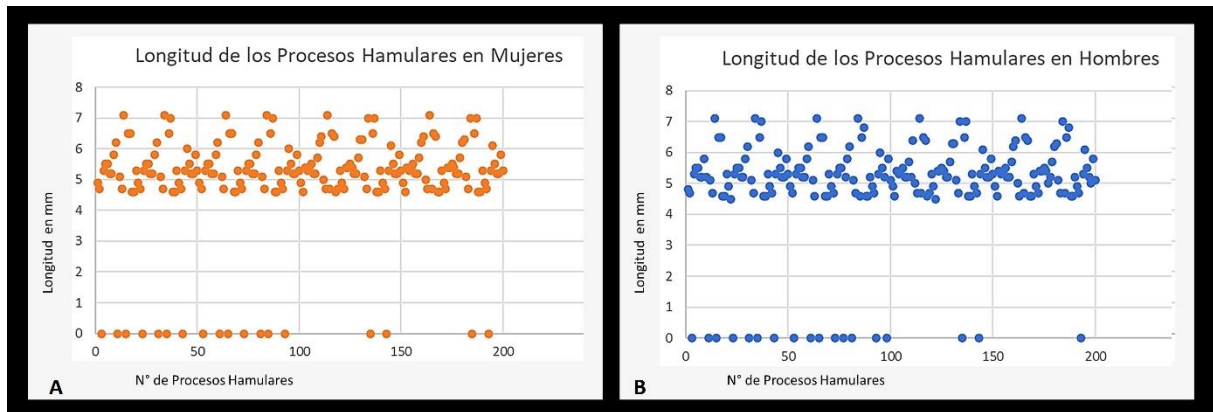 Longitud de los Procesos Hamulares en Mujeres
8
7
6
5
4
3
2
1
0
0 50 100 150 200
Longitud en mm
N° de Procesos Hamulares
A
Longitud de los Procesos Hamulares en Hombres
8
7
6
5
4
3
2
1
0
0 50 100 150 200
Longitud en mm
N° de Procesos Hamulares
B